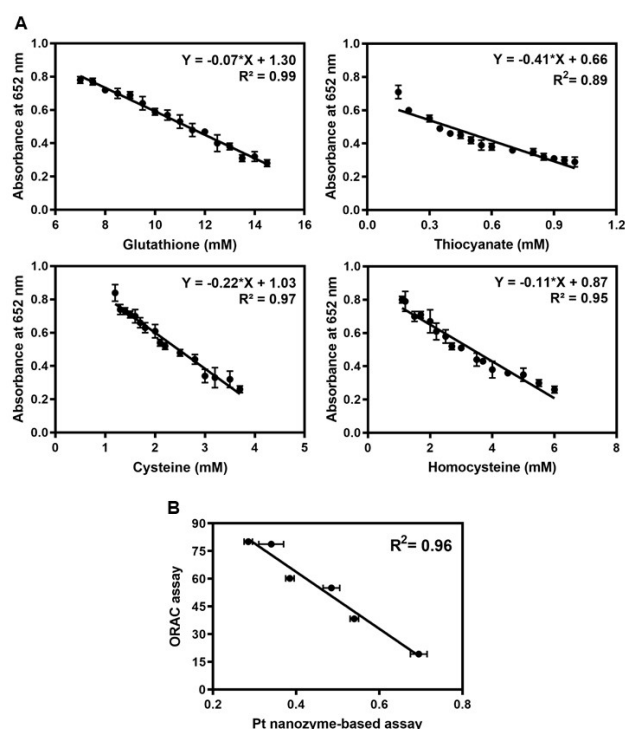 A
Y = -0.07*X + 1.30
R² = 0.99
Absorbance at 652 nm
1.0
0.8
0.6
0.4
0.2
0.0
6 8 10 12 14 16
Glutathione (mM)
Y = -0.41*X + 0.66
R² = 0.89
Absorbance at 652 nm
1.0
0.8
0.6
0.4
0.2
0.0
0.0 0.3 0.6 0.9 1.2
Thiocyanate (mM)
Y = -0.22*X + 1.03
R² = 0.97
Absorbance at 652 nm
1.0
0.8
0.6
0.4
0.2
0.0
0 1 2 3 4 5
Cysteine (mM)
Y = -0.11*X + 0.87
R² = 0.95
Absorbance at 652 nm
1.0
0.8
0.6
0.4
0.2
0.0
0 2 4 6 8
Homocysteine (mM)
B
R²= 0.96
ORAC assay
90
75
60
45
30
15
0
0.2 0.4 0.6 0.8
Pt nanozyme-based assay